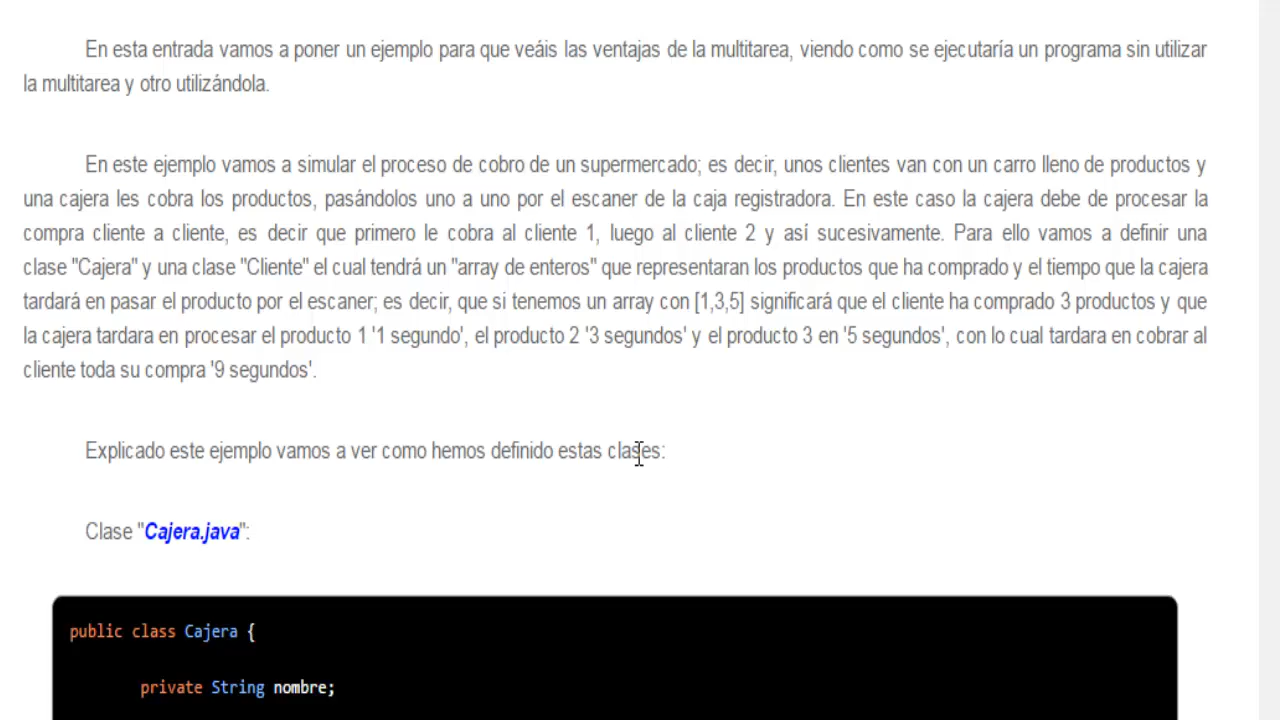 En esta entrada vamos a poner un ejemplo para que veáis las ventajas de la multitarea, viendo como se ejecutaría un programa sin utilizar
la multitarea y otro utilizándola.
En este ejemplo vamos a simular el proceso de cobro de un supermercado; es decir, unos clientes van con un carro lleno de productos y
una cajera les cobra los productos, pasándolos uno a uno por el escaner de la caja registradora. En este caso la cajera debe de procesar la
compra cliente a cliente, es decir que primero le cobra al cliente 1, luego al cliente 2 y así sucesivamente. Para ello vamos a definir una
clase "Cajera" y una clase "Cliente" el cual tendrá un "array de enteros" que representaran los productos que ha comprado y el tiempo que la cajera
tardará en pasar el producto por el escaner; es decir, que si tenemos un array con [1,3,5] significará que el cliente ha comprado 3 productos y que
la cajera tardara en procesar el producto 1 '1 segundo', el producto 2 '3 segundos' y el producto 3 en '5 segundos', con lo cual tardara en cobrar al
cliente toda su compra '9 segundos'.
Explicado este ejemplo vamos a ver como hemos definido estas clases:
Clase "Cajera.java":
public class Cajera {
private String nombre;